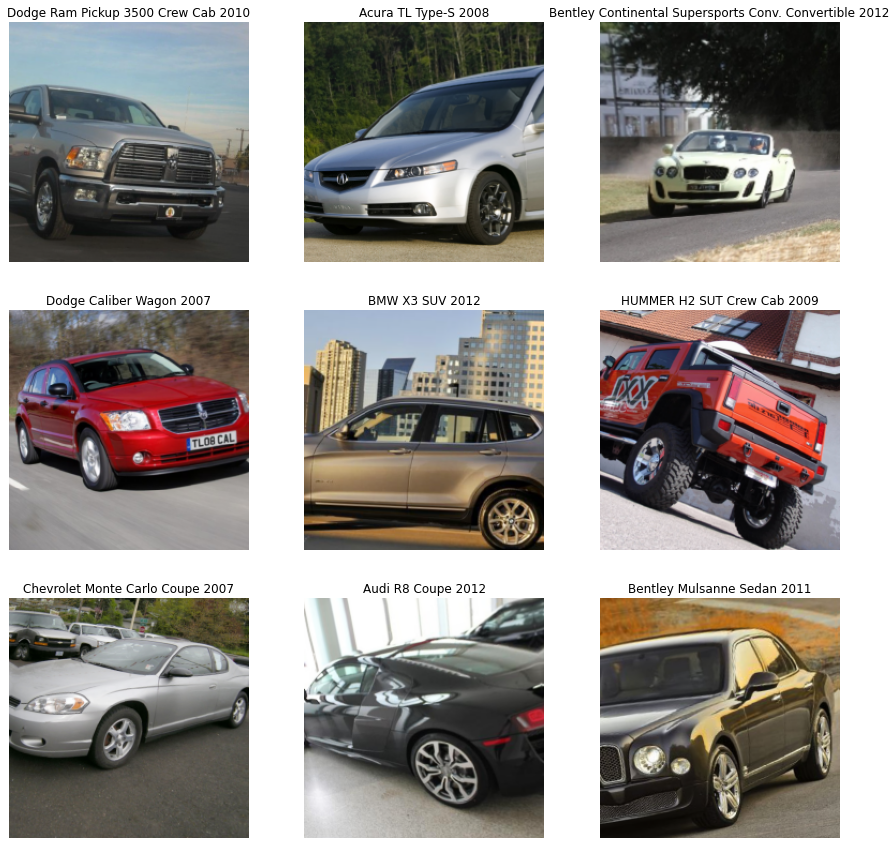 Dodge Ram Pickup 3500 Crew Cab 2010
Acura TL Type-S 2008
Bentley Continental Supersports Conv. Convertible 2012
Dodge Caliber Wagon 2007
BMW X3 SUV 2012
HUMMER H2 SUT Crew Cab 2009
TL08 CAL
DXX
Chevrolet Monte Carlo Coupe 2007
Audi R8 Coupe 2012
Bentley Mulsanne Sedan 2011